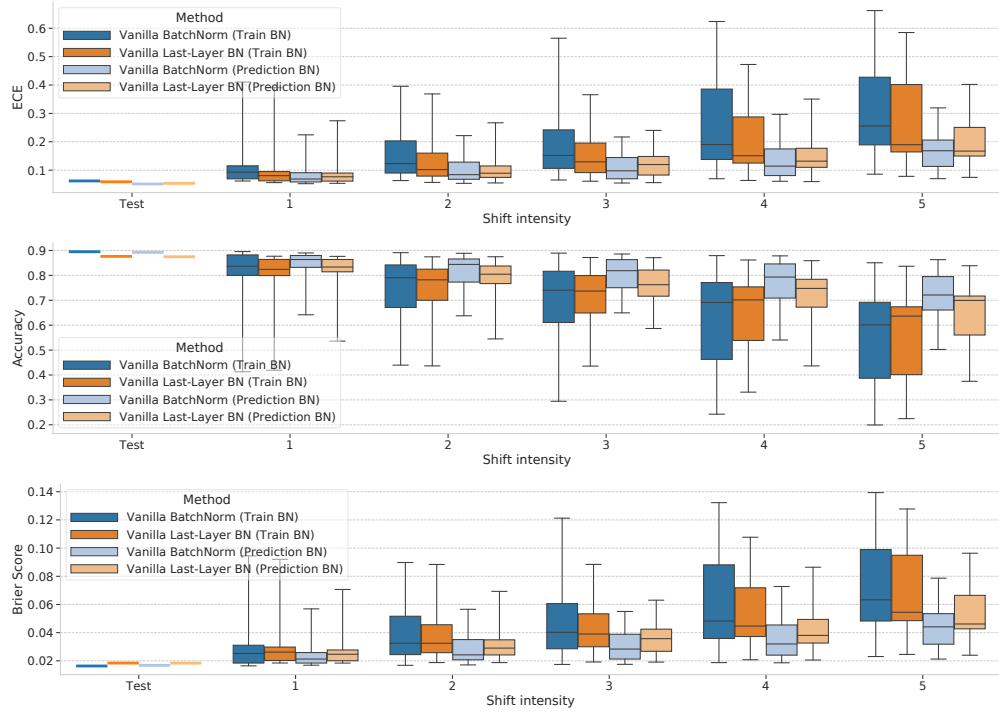 Method
Vanilla BatchNorm (Train BN)
Vanilla Last-Layer BN (Train BN)
Vanilla BatchNorm (Prediction BN)
Vanilla Last-Layer BN (Prediction BN)
ECE
0.6
0.5
0.4
0.3
0.2
0.1
Test
1
2
3
4
5
Shift intensity
Accuracy
0.9
0.8
0.7
0.6
0.5
0.4
0.3
0.2
Method
Vanilla BatchNorm (Train BN)
Vanilla Last-Layer BN (Train BN)
Vanilla BatchNorm (Prediction BN)
Vanilla Last-Layer BN (Prediction BN)
Test
1
2
3
4
5
Shift intensity
Brier Score
0.14
0.12
0.10
0.08
0.06
0.04
0.02
Method
Vanilla BatchNorm (Train BN)
Vanilla Last-Layer BN (Train BN)
Vanilla BatchNorm (Prediction BN)
Vanilla Last-Layer BN (Prediction BN)
Test
1
2
3
4
5
Shift intensity